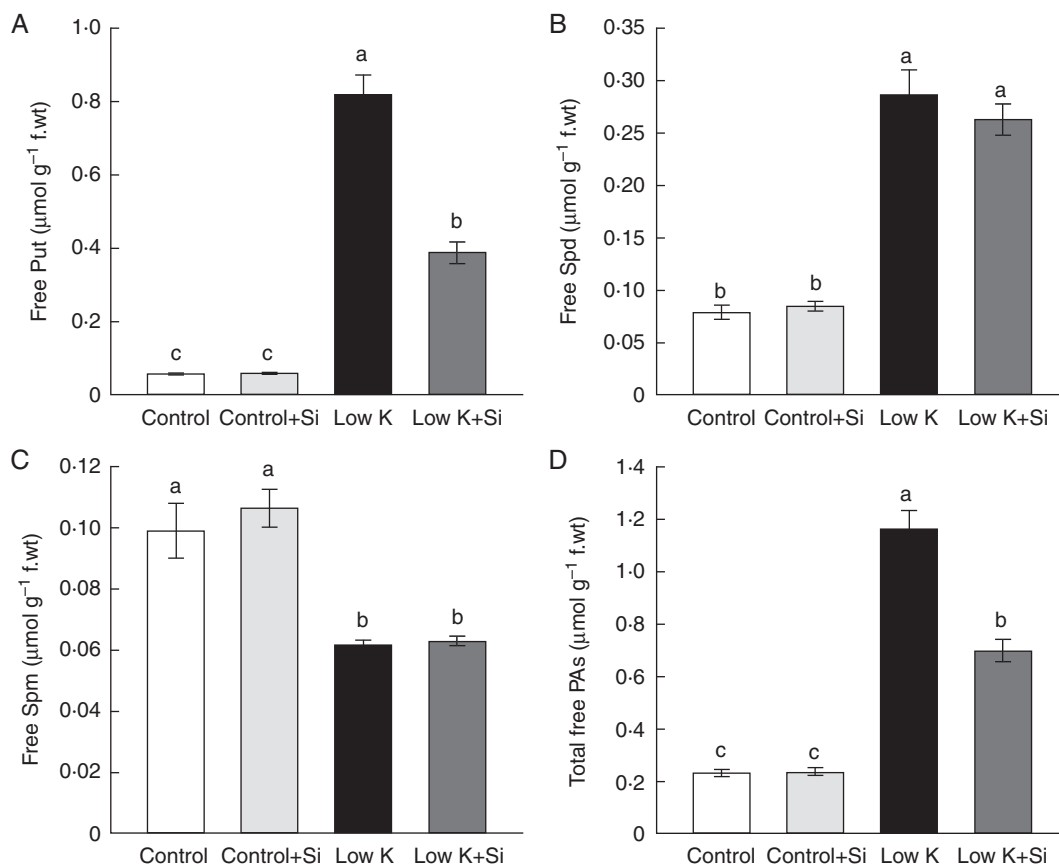 A
Free Put (μmol g⁻¹ f.wt)
1·0
0·8
0·6
0·4
0·2
0
c
c
a
b
Control
Control+Si
Low K
Low K+Si
B
Free Spd (μmol g⁻¹ f.wt)
0·35
0·30
0·25
0·20
0·15
0·10
0·05
0
b
b
a
a
Control
Control+Si
Low K
Low K+Si
C
Free Spm (μmol g⁻¹ f.wt)
0·12
0·10
0·08
0·06
0·04
0·02
0
a
a
b
b
Control
Control+Si
Low K
Low K+Si
D
Total free PAs (μmol g⁻¹ f.wt)
1·4
1·2
1·0
0·8
0·6
0·4
0·2
0
c
c
a
b
Control
Control+Si
Low K
Low K+Si